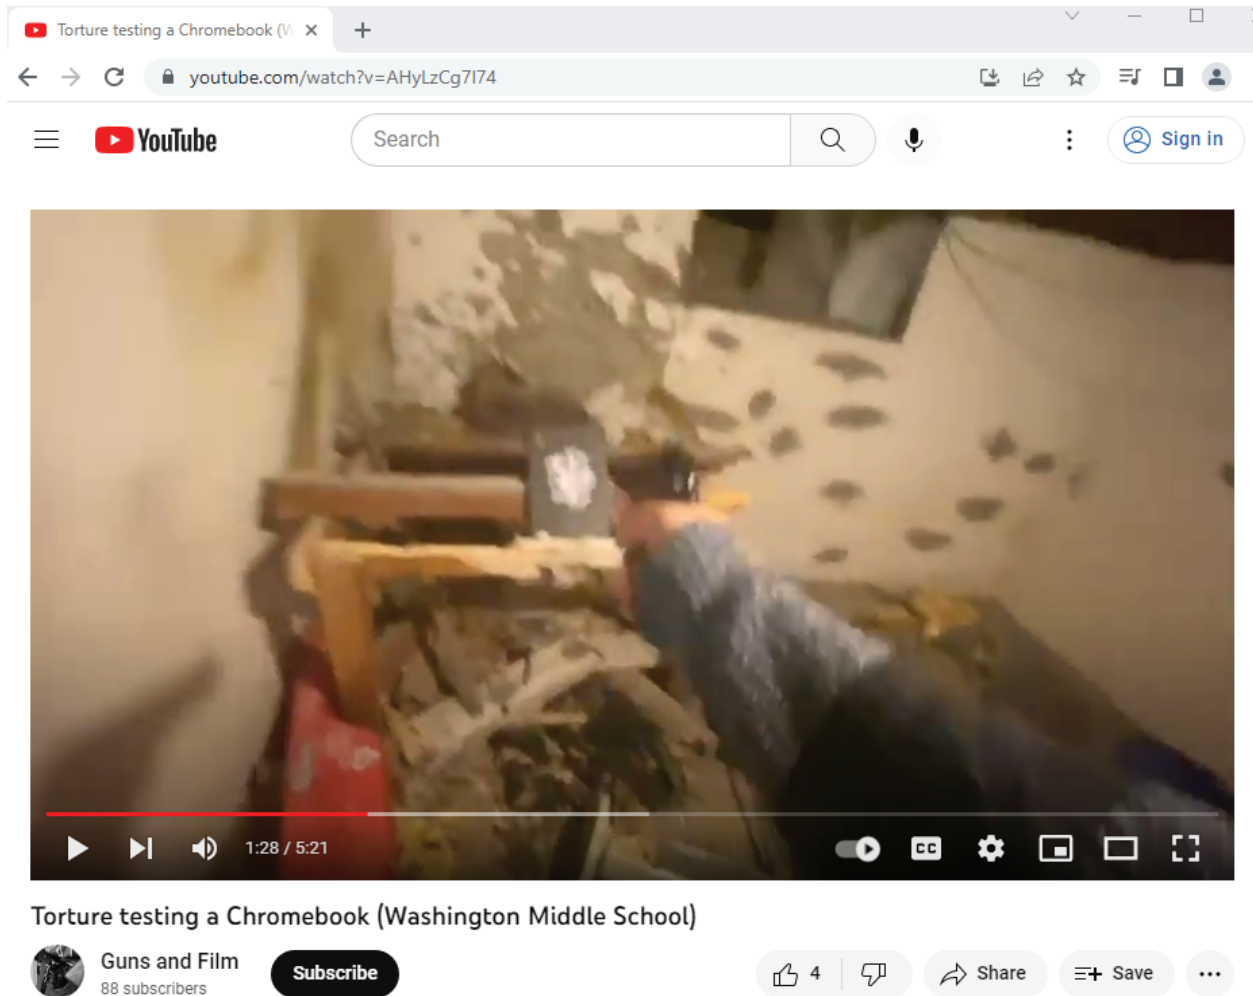 Torture testing a Chromebook (W
youtube.com/watch?v=AHyLzCg7I74
YouTube
Search
Sign in
1:28 / 5:21
CC
Torture testing a Chromebook (Washington Middle School)
Guns and Film
88 subscribers
Subscribe
4
Share
Save